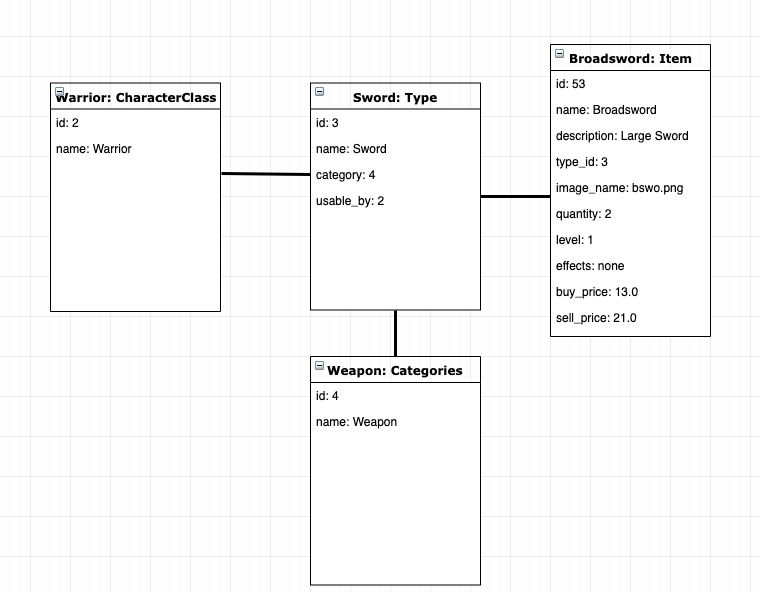 Warrior: CharacterClass
id: 2
name: Warrior
Sword: Type
id: 3
name: Sword
category: 4
usable_by: 2
Broadsword: Item
id: 53
name: Broadsword
description: Large Sword
type_id: 3
image_name: bswo.png
quantity: 2
level: 1
effects: none
buy_price: 13.0
sell_price: 21.0
Weapon: Categories
id: 4
name: Weapon